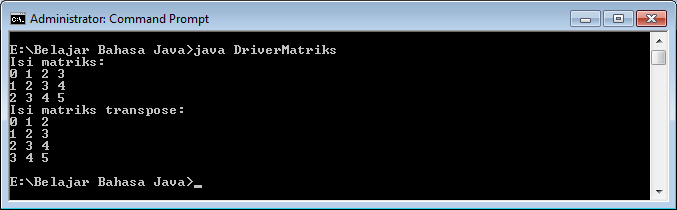 Administrator: Command Prompt
E:\Belajar Bahasa Java>java DriverMatriks
Isi matriks:
0 1 2 3
1 2 3 4
2 3 4 5
Isi matriks transpose:
0 1 2
1 2 3
2 3 4
3 4 5
E:\Belajar Bahasa Java>_